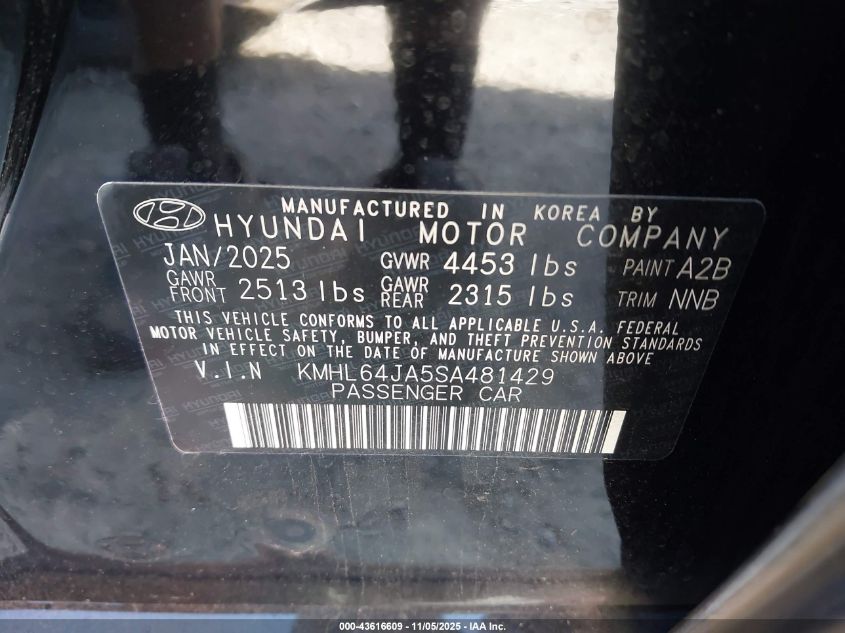 MANUFACTURED IN KOREA BY
HYUNDAI MOTOR COMPANY
JAN/2025 GVWR 4453 lbs PAINT A2B
GAWR FRONT 2513 lbs GAWR REAR 2315 lbs TRIM NNB
THIS VEHICLE CONFORMS TO ALL APPLICABLE U.S.A. FEDERAL
MOTOR VEHICLE SAFETY, BUMPER, AND THEFT PREVENTION STANDARDS
IN EFFECT ON THE DATE OF MANUFACTURE SHOWN ABOVE
V.I.N KMHL64JA5SA481429
PASSENGER CAR
000-43616609 - 11/05/2025 - IAA Inc.